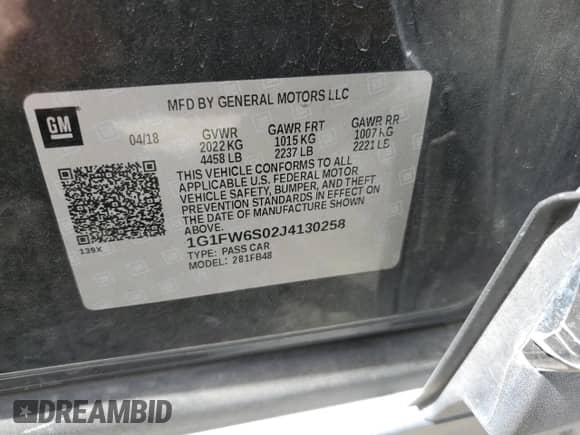 MFD BY GENERAL MOTORS LLC
GM
04/18 GVWR GAWR FRT GAWR RR
2022 KG 1015 KG 1007 KG
4458 LB 2237 LB 2221 LB
THIS VEHICLE CONFORMS TO ALL
APPLICABLE U.S. FEDERAL MOTOR
VEHICLE SAFETY, BUMPER, AND THEFT
PREVENTION STANDARDS IN EFFECT ON
THE DATE OF MANUFACTURE SHOWN
ABOVE.
139X
1G1FW6S02J4130258
TYPE: PASS CAR
MODEL: 281FB48
DREAMBID